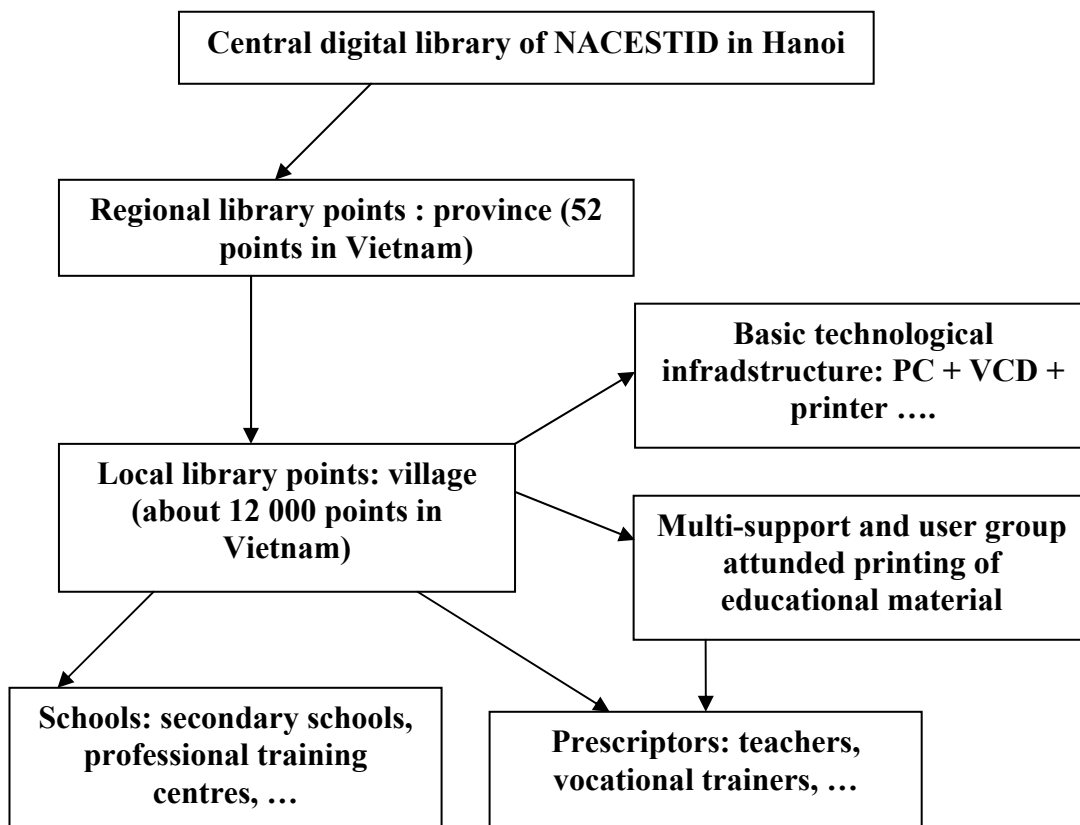 Central digital library of NACESTID in Hanoi
Regional library points : province (52
points in Vietnam)
Basic technological
infradstructure: PC + VCD +
printer ….
Local library points: village
(about 12 000 points in
Vietnam)
Multi-support and user group
attunded printing of
educational material
Schools: secondary schools,
professional training
centres, …
Prescriptors: teachers,
vocational trainers, …